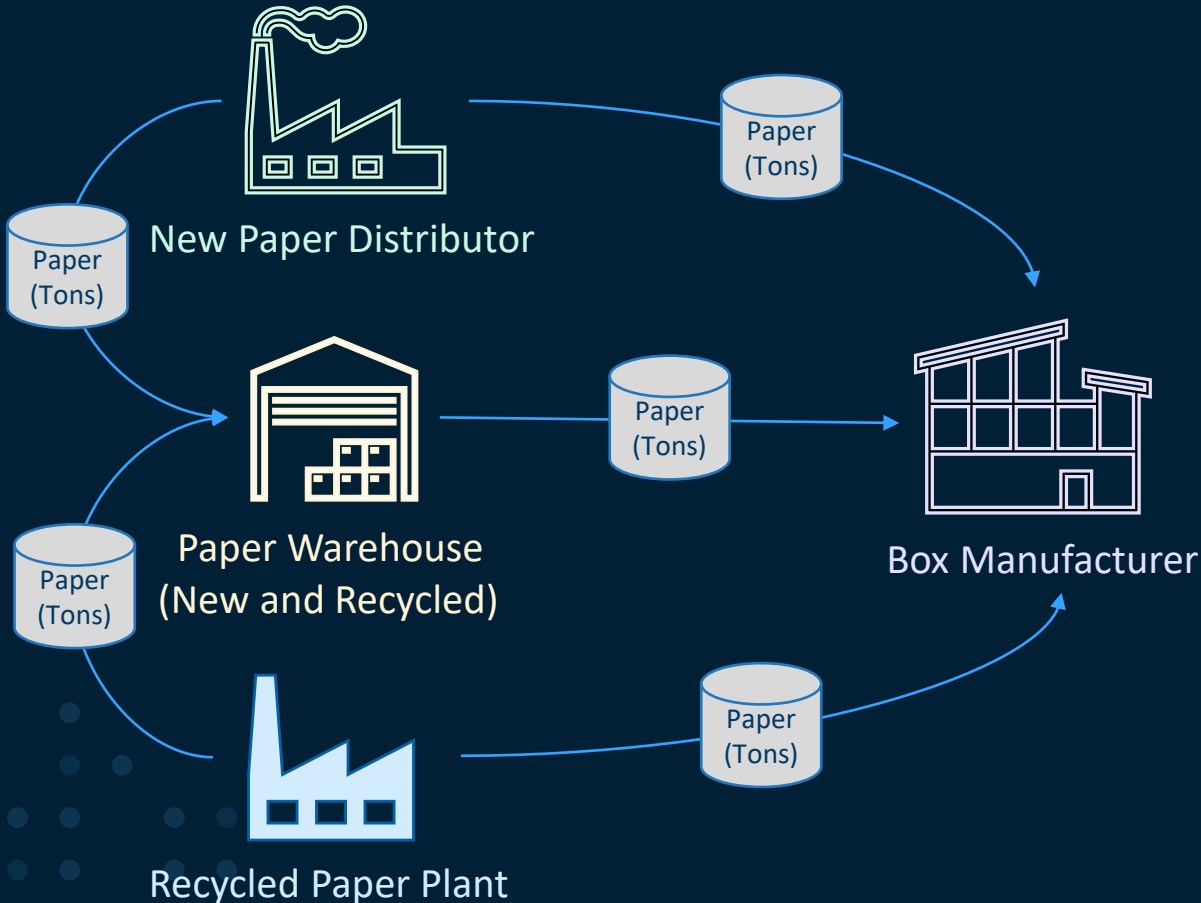 Paper
(Tons)
New Paper Distributor
Paper
(Tons)
Paper
(Tons)
Paper Warehouse
(New and Recycled)
Box Manufacturer
Paper
(Tons)
Paper
(Tons)
Recycled Paper Plant